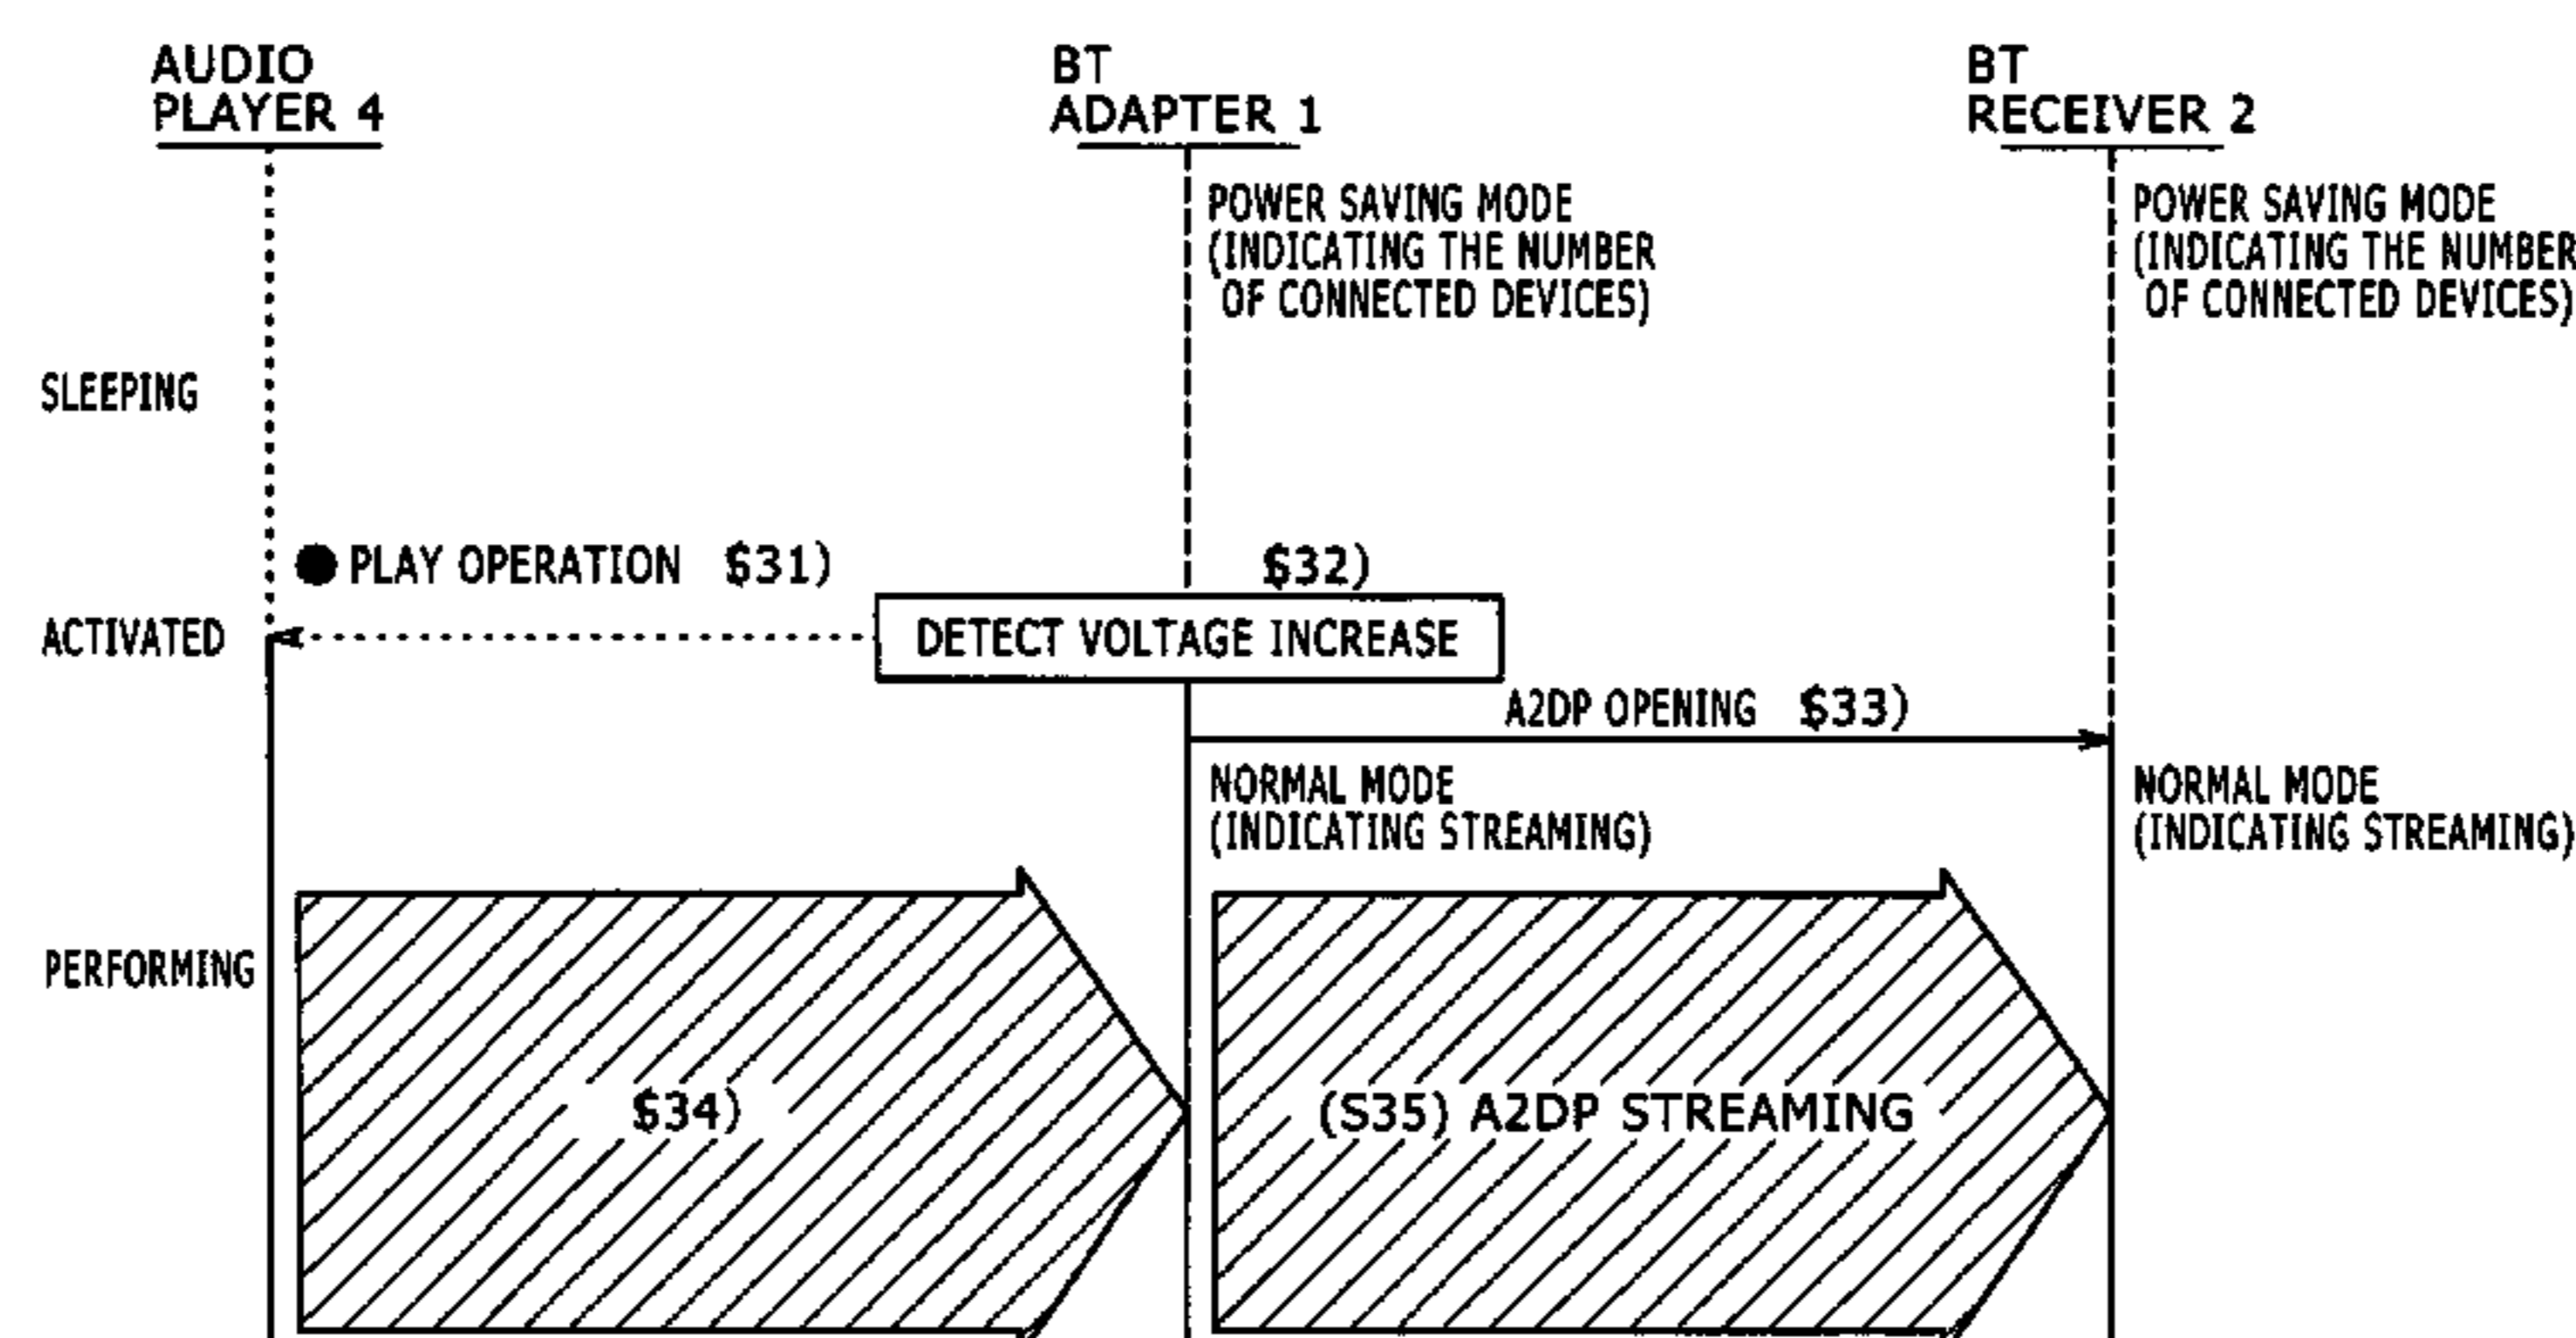 AUDIO
PLAYER 4
BT
ADAPTER 1
BT
RECEIVER 2
POWER SAVING MODE
(INDICATING THE NUMBER
OF CONNECTED DEVICES)
POWER SAVING MODE
(INDICATING THE NUMBER
OF CONNECTED DEVICES)
SLEEPING
PLAY OPERATION $31)
$32)
ACTIVATED
DETECT VOLTAGE INCREASE
A2DP OPENING $33)
NORMAL MODE
(INDICATING STREAMING)
NORMAL MODE
(INDICATING STREAMING)
PERFORMING
$34)
(S35) A2DP STREAMING